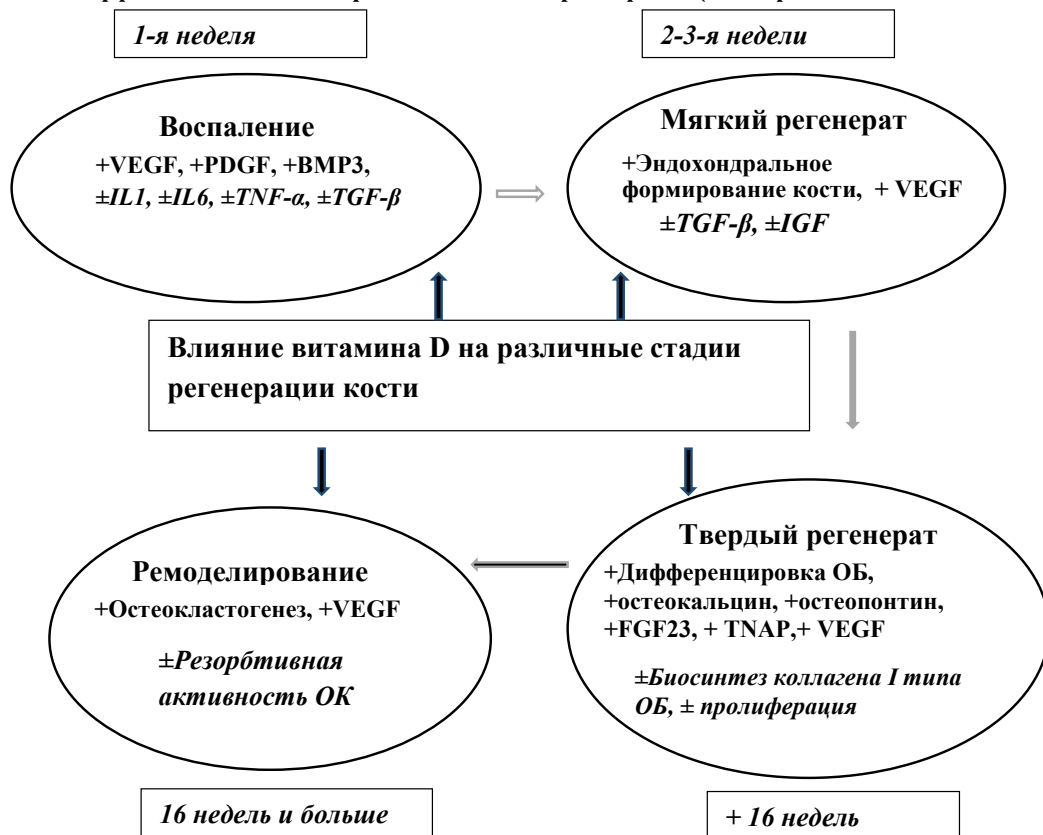 1-я неделя
2-3-я недели
Воспаление
+VEGF, +PDGF, +BMP3,
±IL1, ±IL6, ±TNF-α, ±TGF-β
Мягкий регенерат
+Эндохондральное
формирование кости, + VEGF
±TGF-β, ±IGF
Влияние витамина D на различные стадии
регенерации кости
Ремоделирование
+Остеокластогенез, +VEGF
±Резорбтивная
активность ОК
Твердый регенерат
+Дифференцировка ОБ,
+остеокальцин, +остеопонтин,
+FGF23, + TNAP,+ VEGF
±Биосинтез коллагена I типа
ОБ, ± пролиферация
16 недель и больше
+ 16 недель